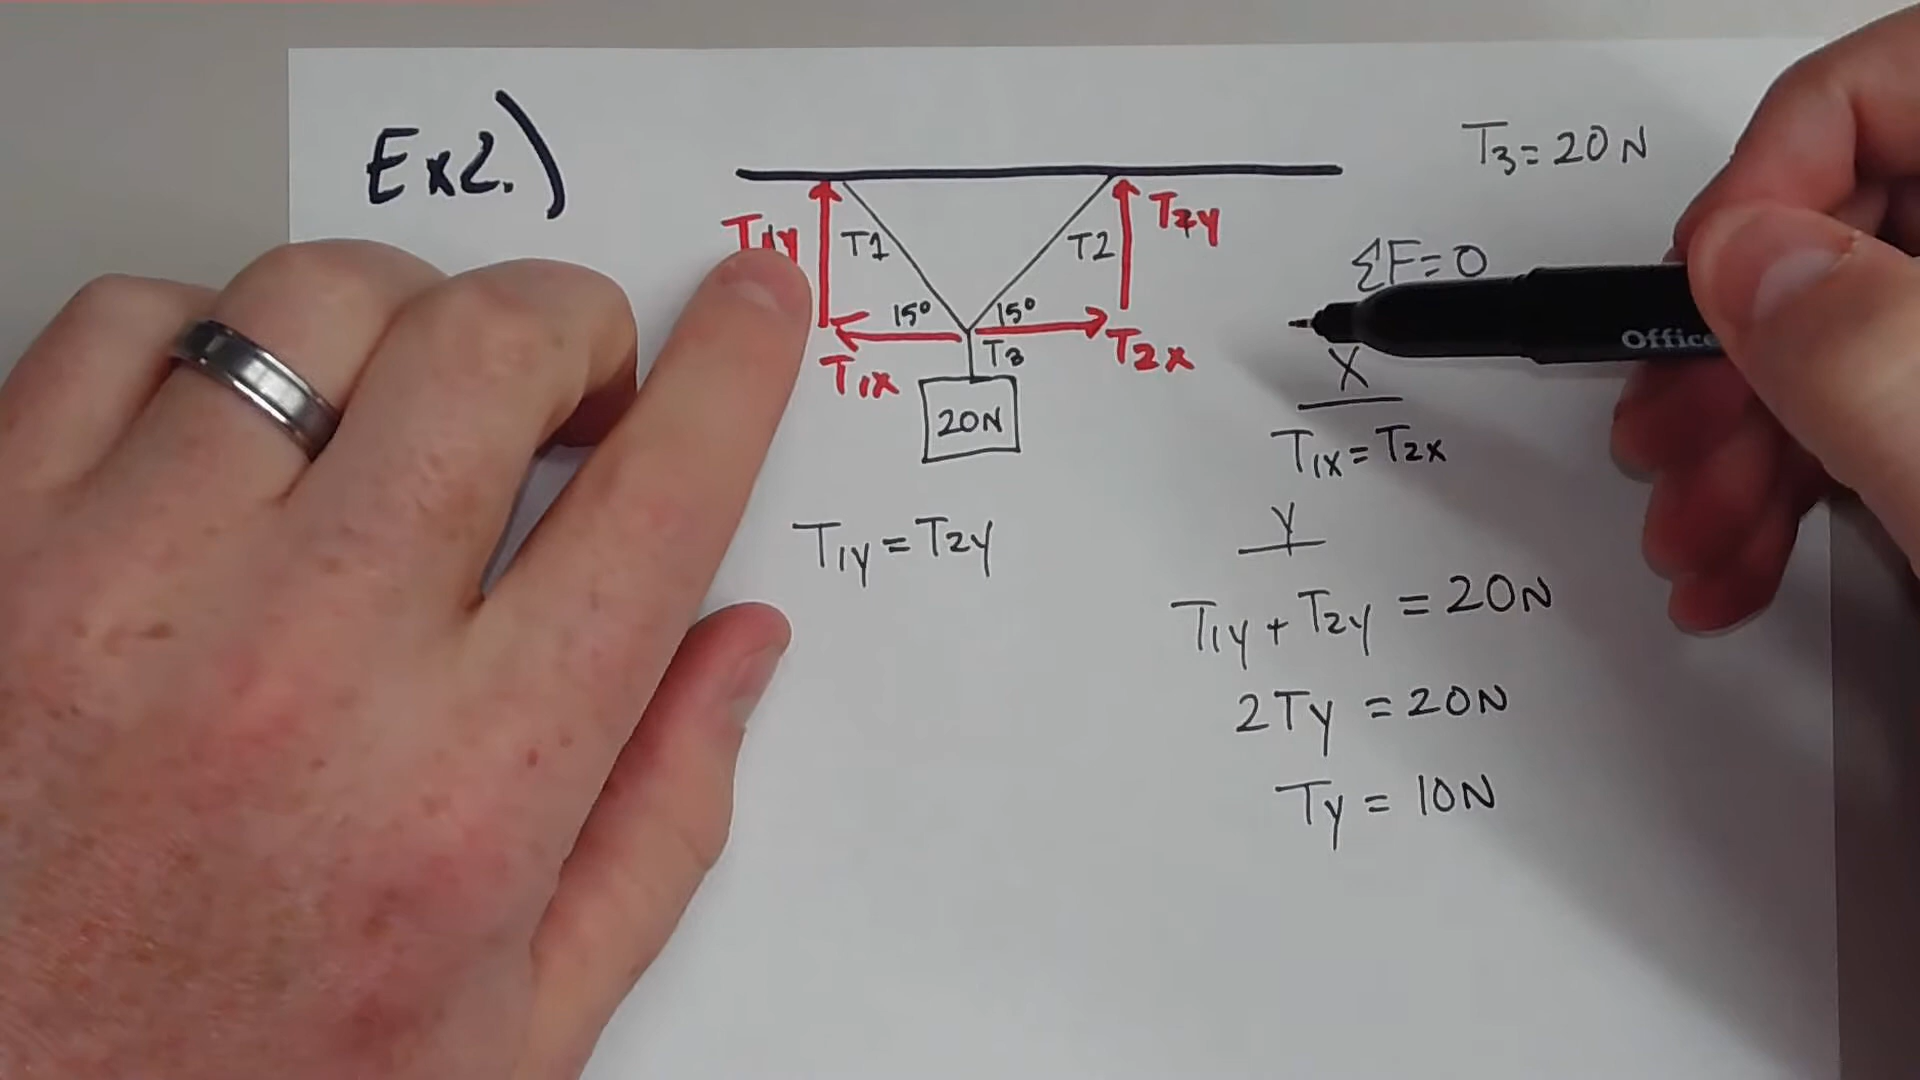 Ex2.)
T3=20N
T1y
T1
T2
T2y
ΣF=0
15°
15°
Office
T1x
T3
T2x
X
20N
T1x=T2x
T1y=T2y
Y
T1y+T2y=20N
2Ty=20N
Ty=10N